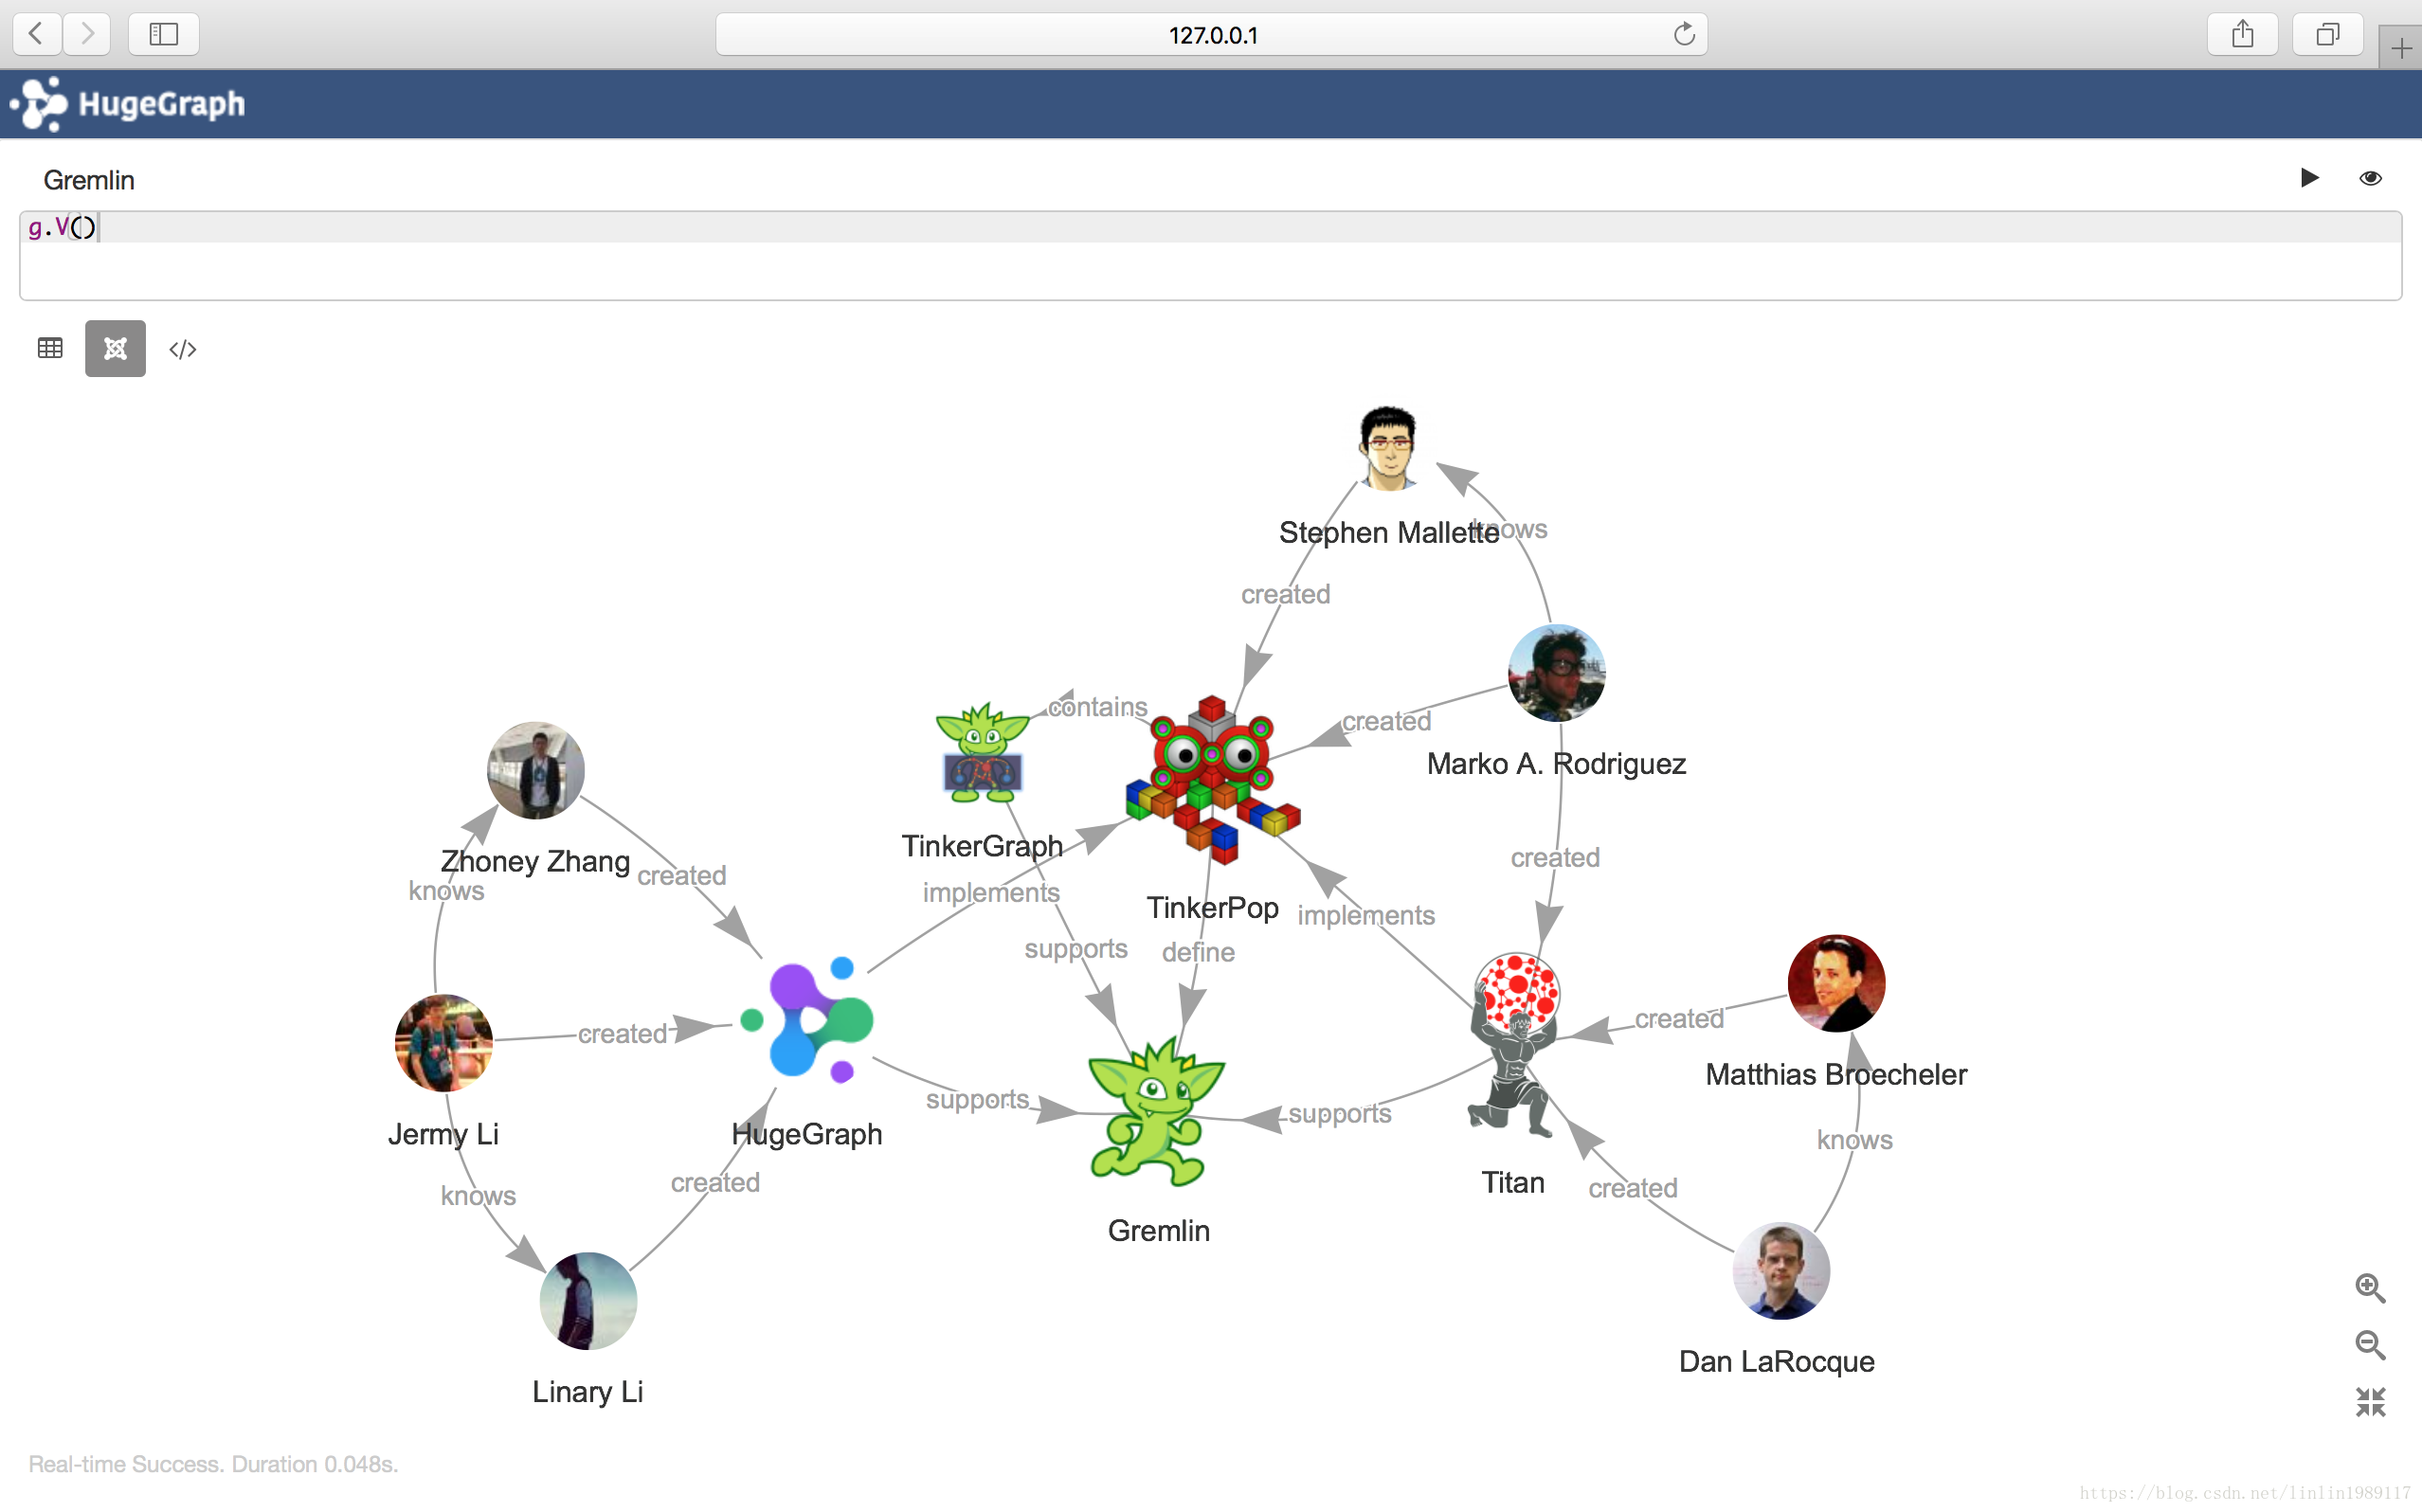 127.0.0.1
HugeGraph
Gremlin
g.V()
Stephen Mallette
knows
created
contains
created
Marko A. Rodriguez
TinkerGraph
created
Zhoney Zhang
created
knows
implements
TinkerPop
implements
supports
define
created
created
Matthias Broecheler
supports
supports
Jermy Li
HugeGraph
knows
created
Titan
created
knows
Gremlin
Dan LaRocque
Linary Li
Real-time Success. Duration 0.048s.
https://blog.csdn.net/linlin1989117